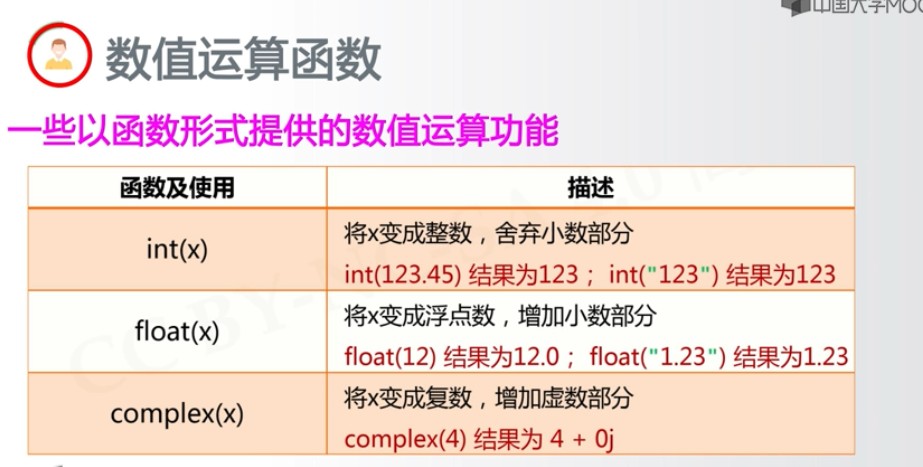 中国大学MOO
数值运算函数
一些以函数形式提供的数值运算功能
函数及使用
描述
int(x)
将x变成整数，舍弃小数部分
int(123.45) 结果为123； int("123") 结果为123
float(x)
将x变成浮点数，增加小数部分
float(12) 结果为12.0； float("1.23") 结果为1.23
complex(x)
将x变成复数，增加虚数部分
complex(4) 结果为 4 + 0j